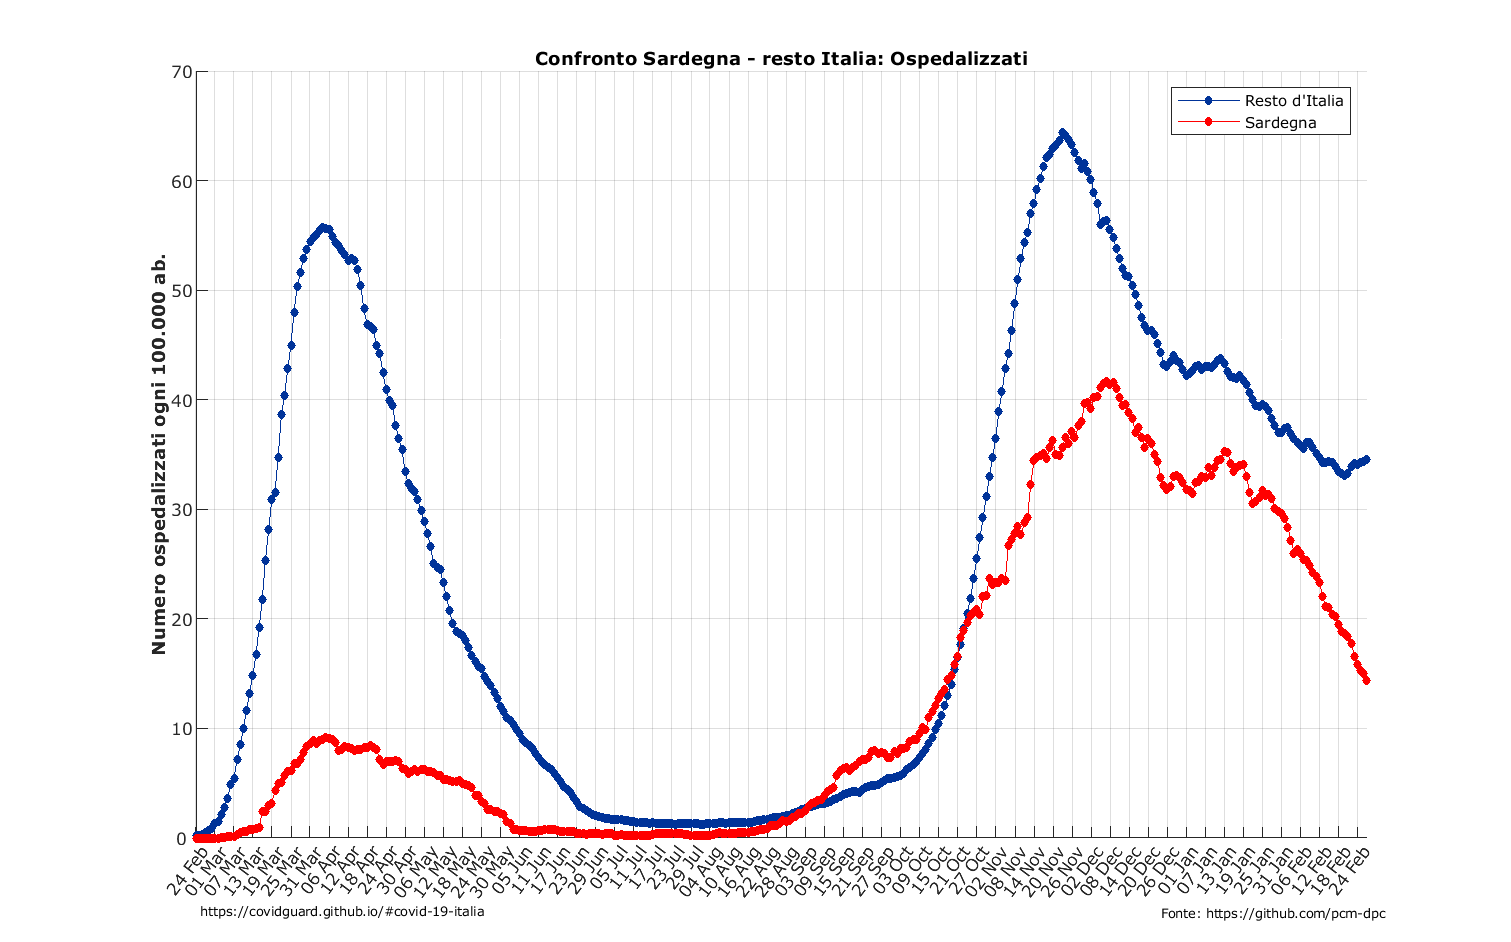 Confronto Sardegna - resto Italia: Ospedalizzati
Resto d'Italia
Sardegna
Numero ospedalizzati ogni 100.000 ab.
70
60
50
40
30
20
10
0
24 Feb
01 Mar
07 Mar
13 Mar
19 Mar
25 Mar
31 Mar
06 Apr
12 Apr
18 Apr
24 Apr
30 Apr
06 May
12 May
18 May
24 May
30 May
05 Jun
11 Jun
17 Jun
23 Jun
29 Jun
05 Jul
11 Jul
17 Jul
23 Jul
29 Jul
04 Aug
10 Aug
16 Aug
22 Aug
28 Aug
03 Sep
09 Sep
15 Sep
21 Sep
27 Sep
03 Oct
09 Oct
15 Oct
21 Oct
27 Oct
02 Nov
08 Nov
14 Nov
20 Nov
26 Nov
02 Dec
08 Dec
14 Dec
20 Dec
26 Dec
01 Jan
07 Jan
13 Jan
19 Jan
25 Jan
31 Jan
06 Feb
12 Feb
18 Feb
24 Feb
https://covidguard.github.io/#covid-19-italia
Fonte: https://github.com/pcm-dpc